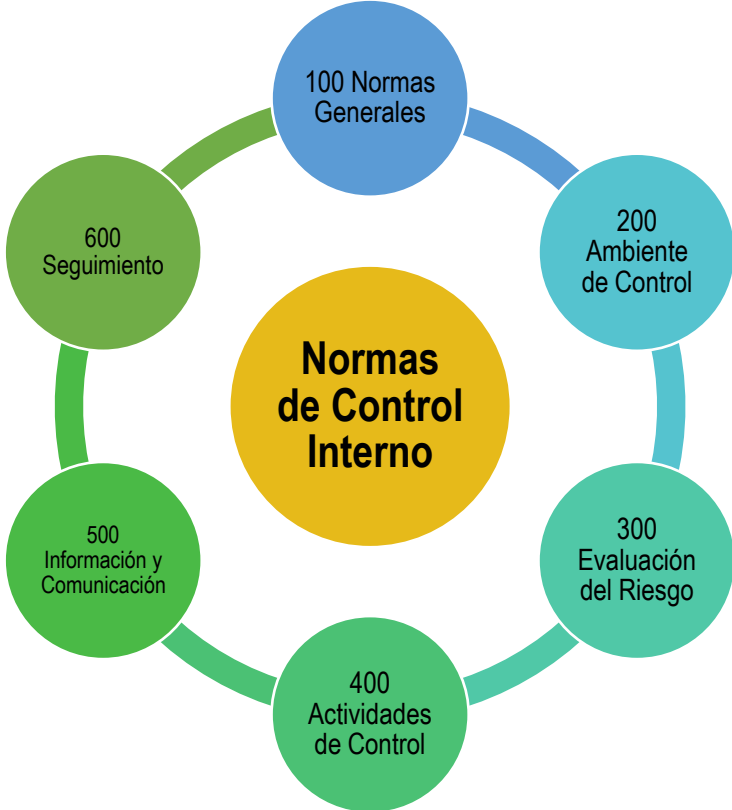 100 Normas
Generales
200
Ambiente
de Control
300
Evaluación
del Riesgo
400
Actividades
de Control
500
Información y
Comunicación
600
Seguimiento
Normas
de Control
Interno